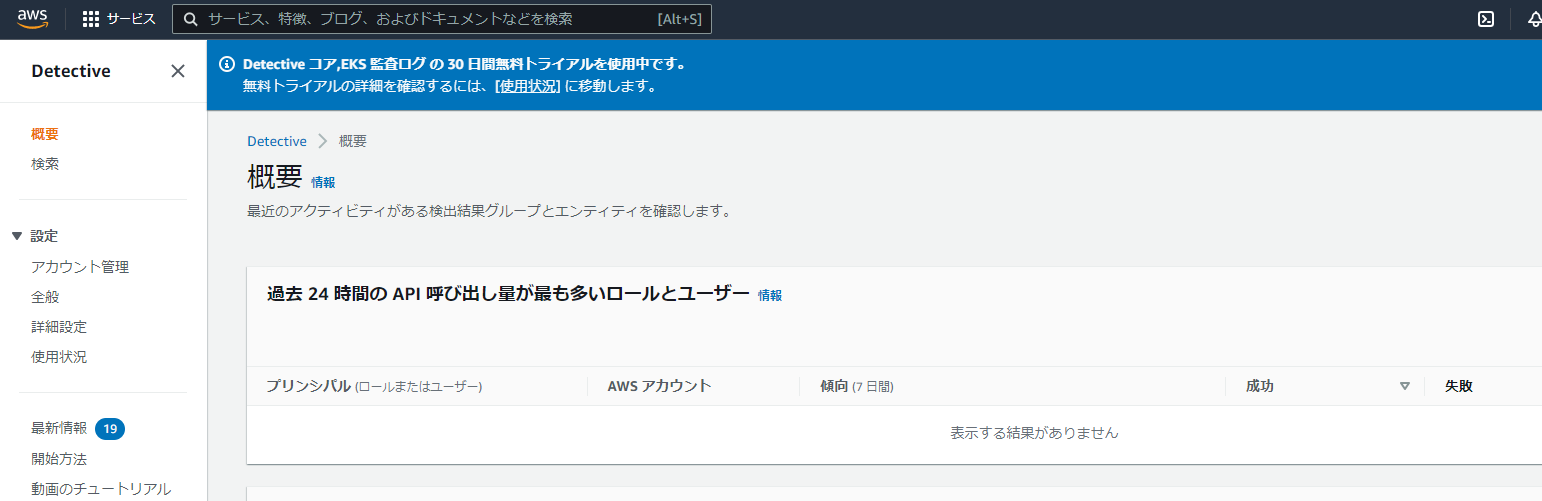 aws サービス サービス、特徴、ブログ、およびドキュメントなどを検索 [Alt+S]
Detective
概要
検索
設定
アカウント管理
全般
詳細設定
使用状況
最新情報 19
開始方法
動画のチュートリアル
Detective コア,EKS 監査ログ の 30 日間無料トライアルを使用中です。
無料トライアルの詳細を確認するには、[使用状況] に移動します。
Detective 概要
概要 情報
最近のアクティビティがある検出結果グループとエンティティを確認します。
過去 24 時間の API 呼び出し量が最も多いロールとユーザー 情報
プリンシパル (ロールまたはユーザー) AWS アカウント 傾向 (7 日間) 成功 失敗
表示する結果がありません